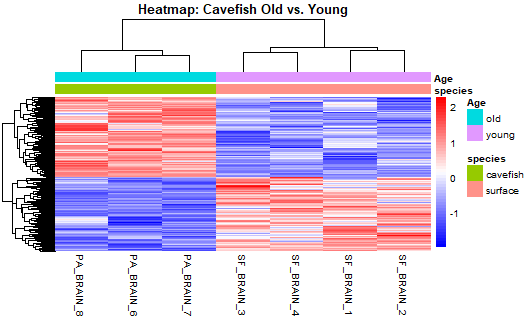 Heatmap: Cavefish Old vs. Young
Age
species
2
1
0
-1
Age
old
young
species
cavefish
surface
PA_BRAIN_8
PA_BRAIN_6
PA_BRAIN_7
SF_BRAIN_3
SF_BRAIN_4
SF_BRAIN_1
SF_BRAIN_2